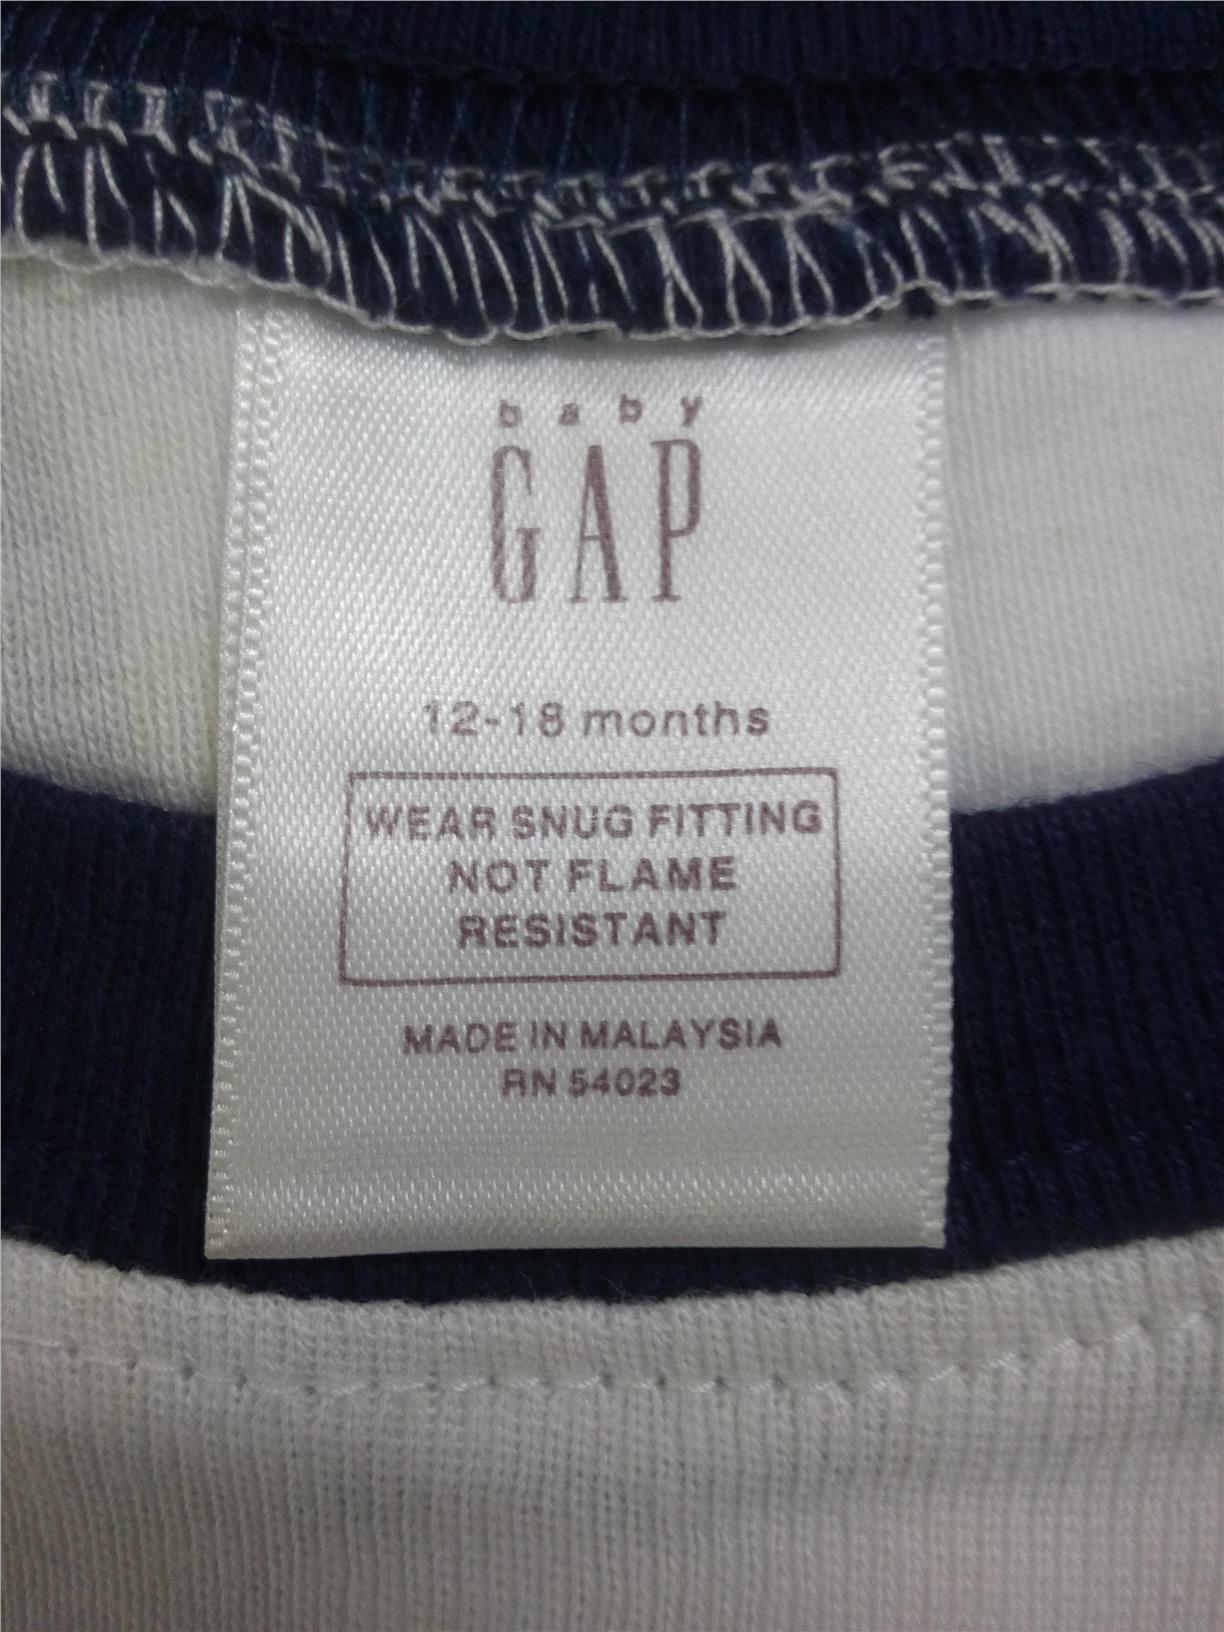 baby
GAP
12-18 months
WEAR SNUG FITTING
NOT FLAME
RESISTANT
MADE IN MALAYSIA
RN 54023